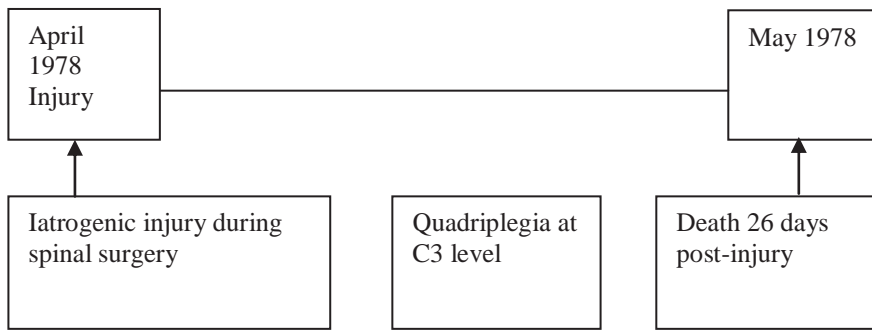 April
1978
Injury
May 1978
Iatrogenic injury during
spinal surgery
Quadriplegia at
C3 level
Death 26 days
post-injury